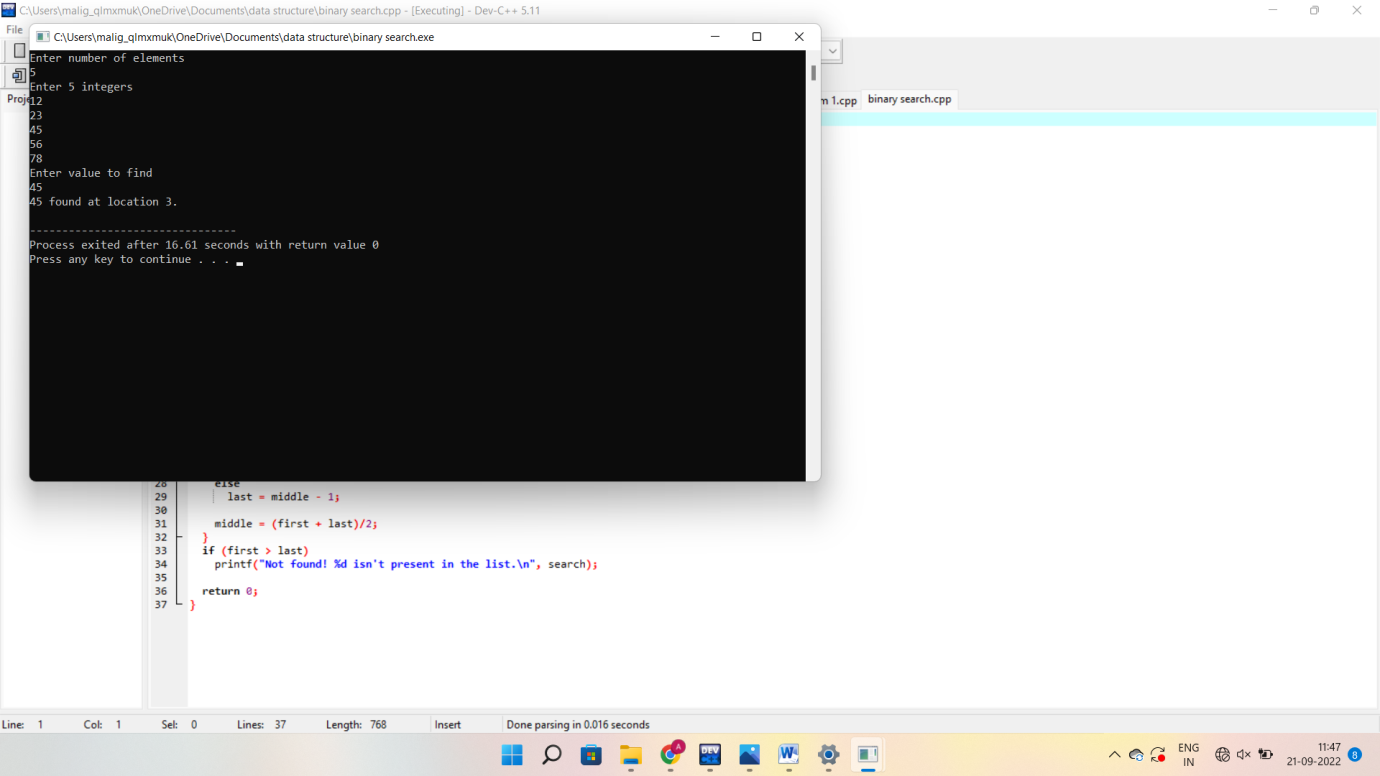 C:\Users\malig_qlmxmuk\OneDrive\Documents\data structure\binary search.cpp - [Executing] - Dev-C++ 5.11
File
C:\Users\malig_qlmxmuk\OneDrive\Documents\data structure\binary search.exe
Enter number of elements
5
Enter 5 integers
12
23
45
56
78
Enter value to find
45
45 found at location 3.
--------------------------------
Process exited after 16.61 seconds with return value 0
Press any key to continue . . .
Proje
m 1.cpp binary search.cpp
28 else
29 last = middle - 1;
30
31 middle = (first + last)/2;
32 }
33 if (first > last)
34 printf("Not found! %d isn't present in the list.\n", search);
35
36 return 0;
37 }
Line: 1 Col: 1 Sel: 0 Lines: 37 Length: 768 Insert Done parsing in 0.016 seconds
A
DEV
W
ENG
IN
11:47
21-09-2022
8